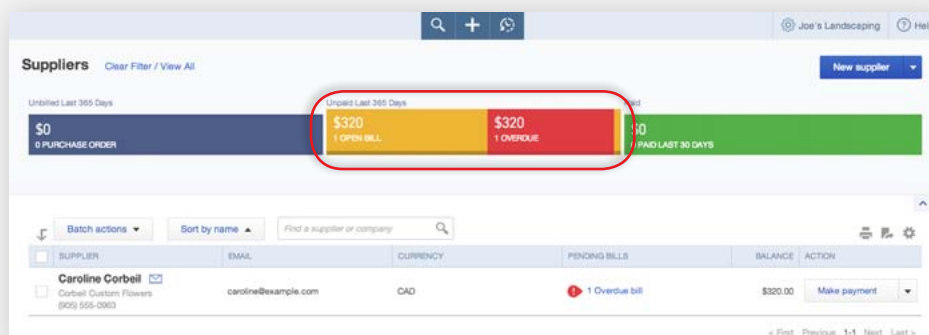 Joe's Landscaping Hel
Suppliers Clear Filter / View All New supplier
Unbilled Last 365 Days Unpaid Last 365 Days Paid
$0 $320 $320 $0
0 PURCHASE ORDER 1 OPEN BILL 1 OVERDUE 0 PAID LAST 30 DAYS
Batch actions Sort by name Find a supplier or company
SUPPLIER EMAIL CURRENCY PENDING BILLS BALANCE ACTION
Caroline Corbeil
Corbeil Custom Flowers caroline@example.com CAD 1 Overdue bill $320.00 Make payment
(905) 555-0963
< First Previous 1-1 Next Last >